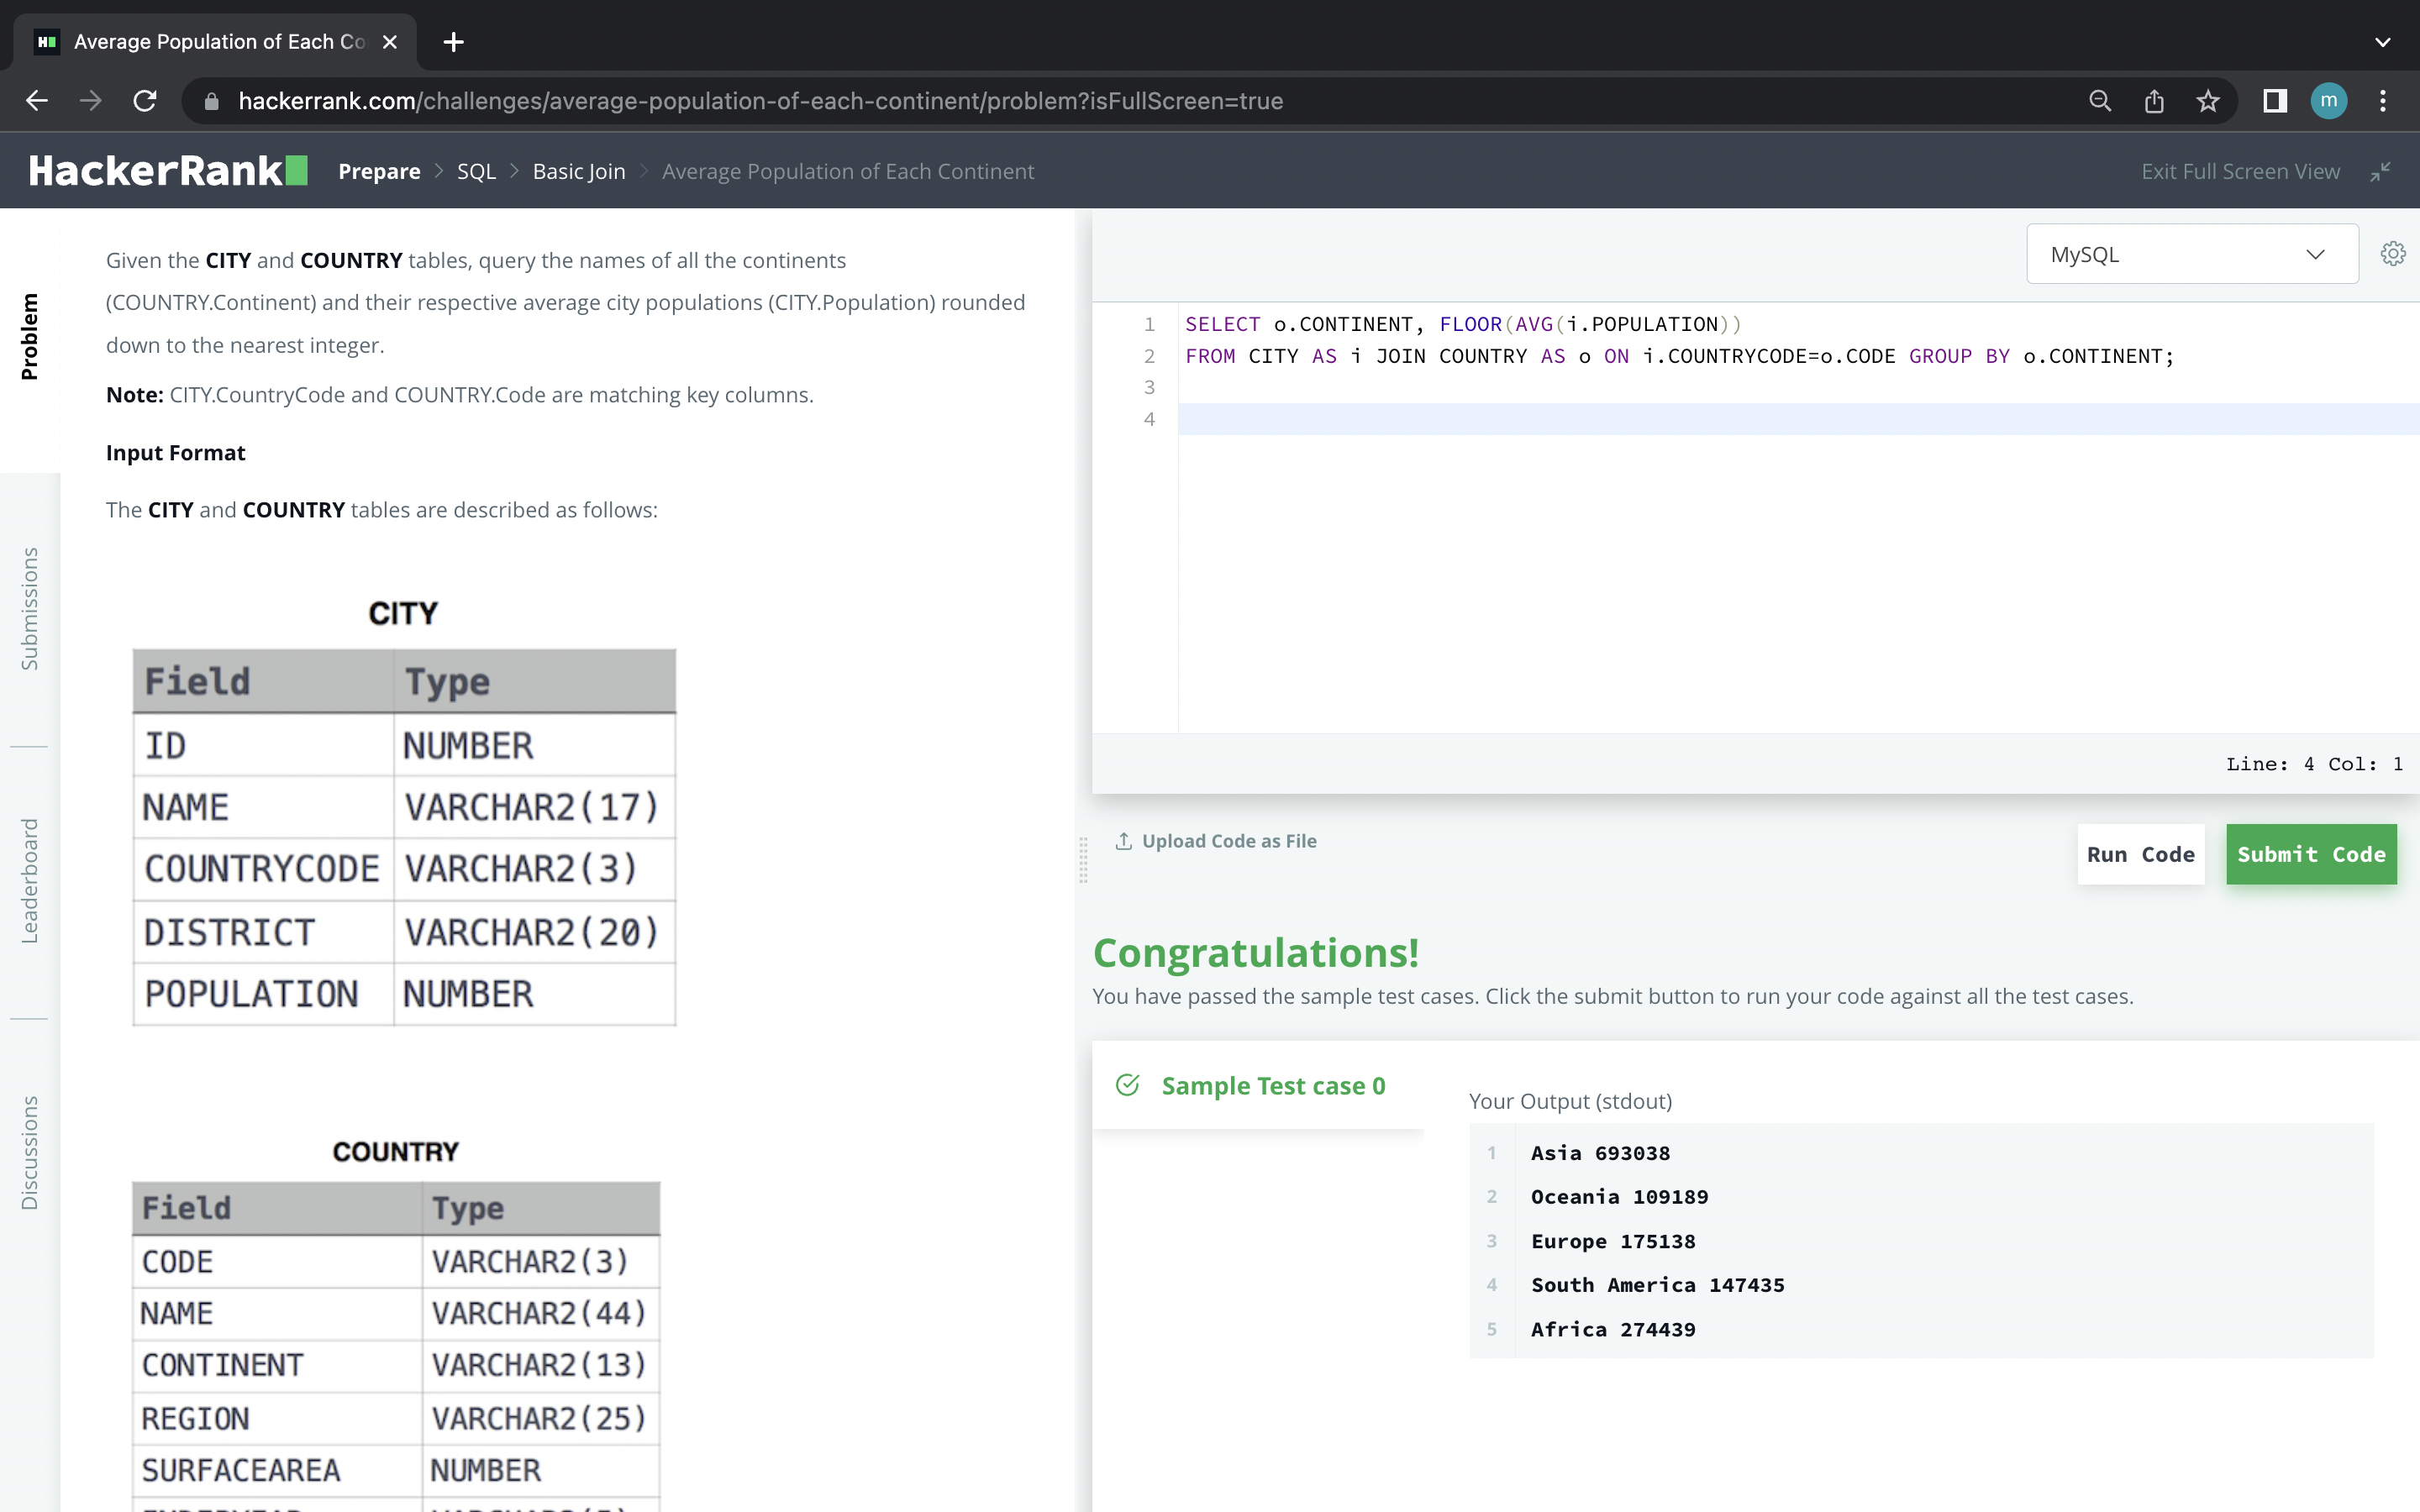 Average Population of Each Co
hackerrank.com/challenges/average-population-of-each-continent/problem?isFullScreen=true
m
HackerRank
Prepare > SQL > Basic Join > Average Population of Each Continent
Exit Full Screen View
Problem
Submissions
Leaderboard
Discussions
Given the CITY and COUNTRY tables, query the names of all the continents
(COUNTRY.Continent) and their respective average city populations (CITY.Population) rounded
down to the nearest integer.
Note: CITY.CountryCode and COUNTRY.Code are matching key columns.
Input Format
The CITY and COUNTRY tables are described as follows:
CITY
Field Type
ID NUMBER
NAME VARCHAR2(17)
COUNTRYCODE VARCHAR2(3)
DISTRICT VARCHAR2(20)
POPULATION NUMBER
COUNTRY
Field Type
CODE VARCHAR2(3)
NAME VARCHAR2(44)
CONTINENT VARCHAR2(13)
REGION VARCHAR2(25)
SURFACEAREA NUMBER
MySQL
1 SELECT o.CONTINENT, FLOOR(AVG(i.POPULATION))
2 FROM CITY AS i JOIN COUNTRY AS o ON i.COUNTRYCODE=o.CODE GROUP BY o.CONTINENT;
3
4
Line: 4 Col: 1
Upload Code as File
Run Code
Submit Code
Congratulations!
You have passed the sample test cases. Click the submit button to run your code against all the test cases.
Sample Test case 0
Your Output (stdout)
1 Asia 693038
2 Oceania 109189
3 Europe 175138
4 South America 147435
5 Africa 274439